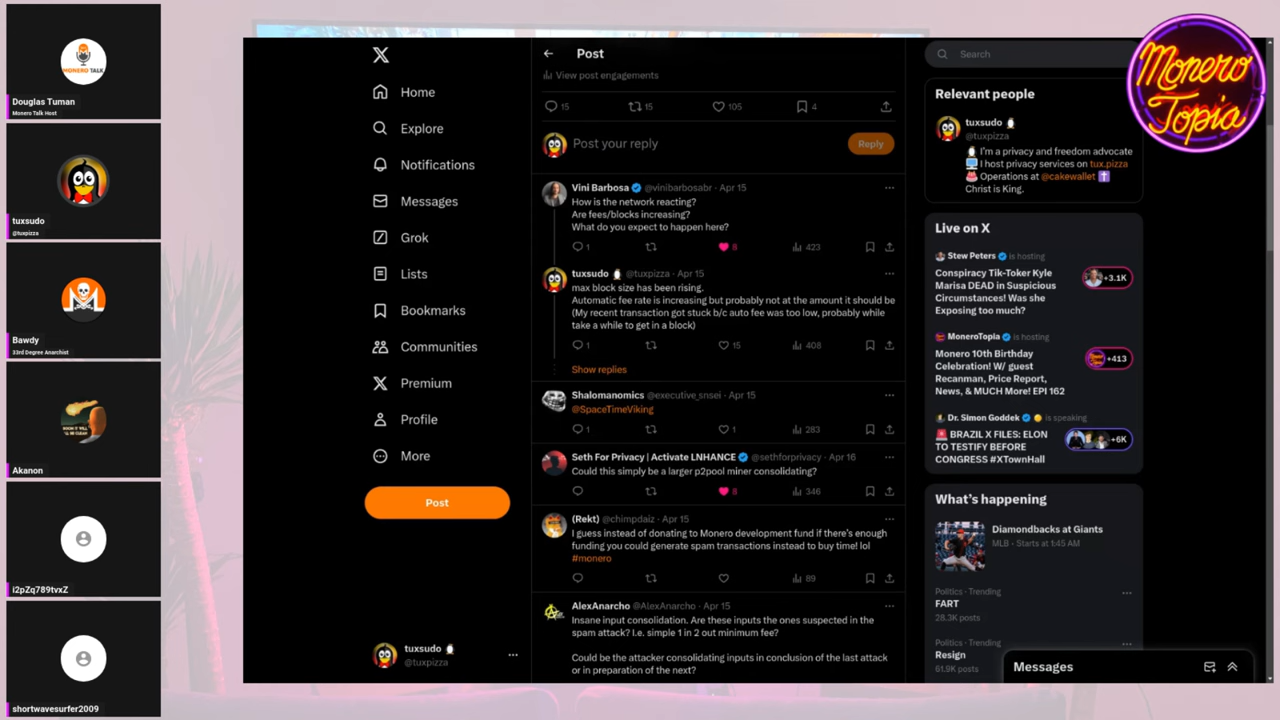 MONERO TALK
Douglas Tuman
Monero Talk Host
tuxsudo
@tuxpizza
Bawdy
33rd Degree Anarchist
Akanon
i2pZq789tvxZ
shortwavesurfer2009
Home
Explore
Notifications
Messages
Grok
Lists
Bookmarks
Communities
Premium
Profile
More
Post
tuxsudo
@tuxpizza
Post
View post engagements
15
15
105
4
Post your reply
Reply
Vini Barbosa @vinibarbosabr · Apr 15
How is the network reacting?
Are fees/blocks increasing?
What do you expect to happen here?
1
8
423
tuxsudo @tuxpizza · Apr 15
max block size has been rising.
Automatic fee rate is increasing but probably not at the amount it should be
(My recent transaction got stuck b/c auto fee was too low, probably while
take a while to get in a block)
1
15
408
Show replies
Shalomanomics @executive_snsei · Apr 15
@SpaceTimeViking
1
1
283
Seth For Privacy | Activate LNHANCE @sethforprivacy · Apr 16
Could this simply be a larger p2pool miner consolidating?
8
346
(Rekt) @chimpdaiz · Apr 15
I guess instead of donating to Monero development fund if there's enough
funding you could generate spam transactions instead to buy time! lol
#monero
89
AlexAnarcho @AlexAnarcho · Apr 15
Insane input consolidation. Are these inputs the ones suspected in the
spam attack? I.e. simple 1 in 2 out minimum fee?
Could be the attacker consolidating inputs in conclusion of the last attack
or in preparation of the next?
Search
Monero
Topia
Relevant people
tuxsudo
@tuxpizza
I'm a privacy and freedom advocate
I host privacy services on tux.pizza
Operations at @cakewallet
Christ is King.
Live on X
Stew Peters is hosting
Conspiracy Tik-Toker Kyle
Marisa DEAD in Suspicious
Circumstances! Was she
Exposing too much?
+3.1K
MoneroTopia is hosting
Monero 10th Birthday
Celebration! W/ guest
Recanman, Price Report,
News, & MUCH More! EPI 162
+413
Dr. Simon Goddek is speaking
BRAZIL X FILES: ELON
TO TESTIFY BEFORE
CONGRESS #XTownHall
+6K
What's happening
Diamondbacks at Giants
MLB · Starts at 1:45 AM
Politics · Trending
FART
28.3K posts
Politics · Trending
Resign
61.9K posts
Messages